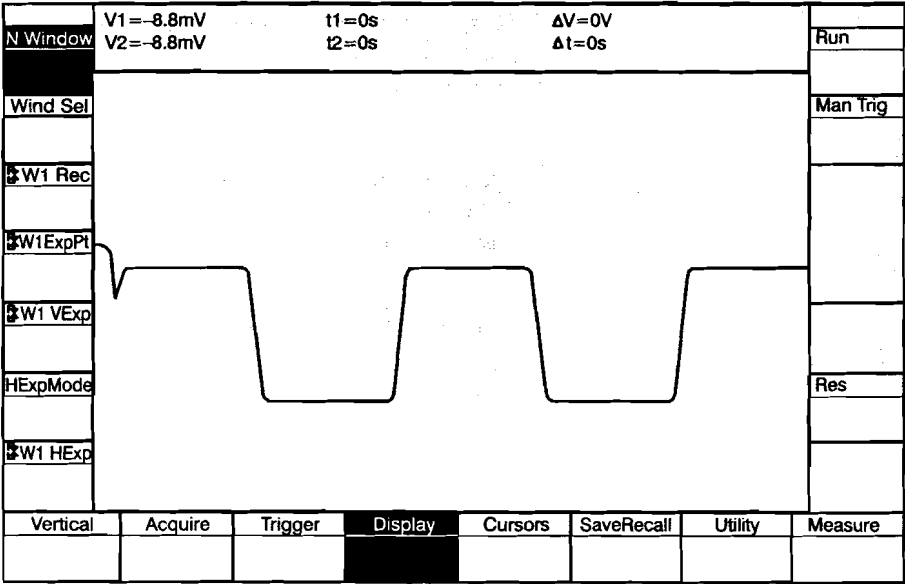 V1=–8.8mV t1=0s ΔV=0V
V2=–8.8mV t2=0s Δt=0s
N Window
Run
Wind Sel
Man Trig
W1 Rec
W1ExpPt
W1 VExp
HExpMode
Res
W1 HExp
Vertical Acquire Trigger Display Cursors SaveRecall Utility Measure